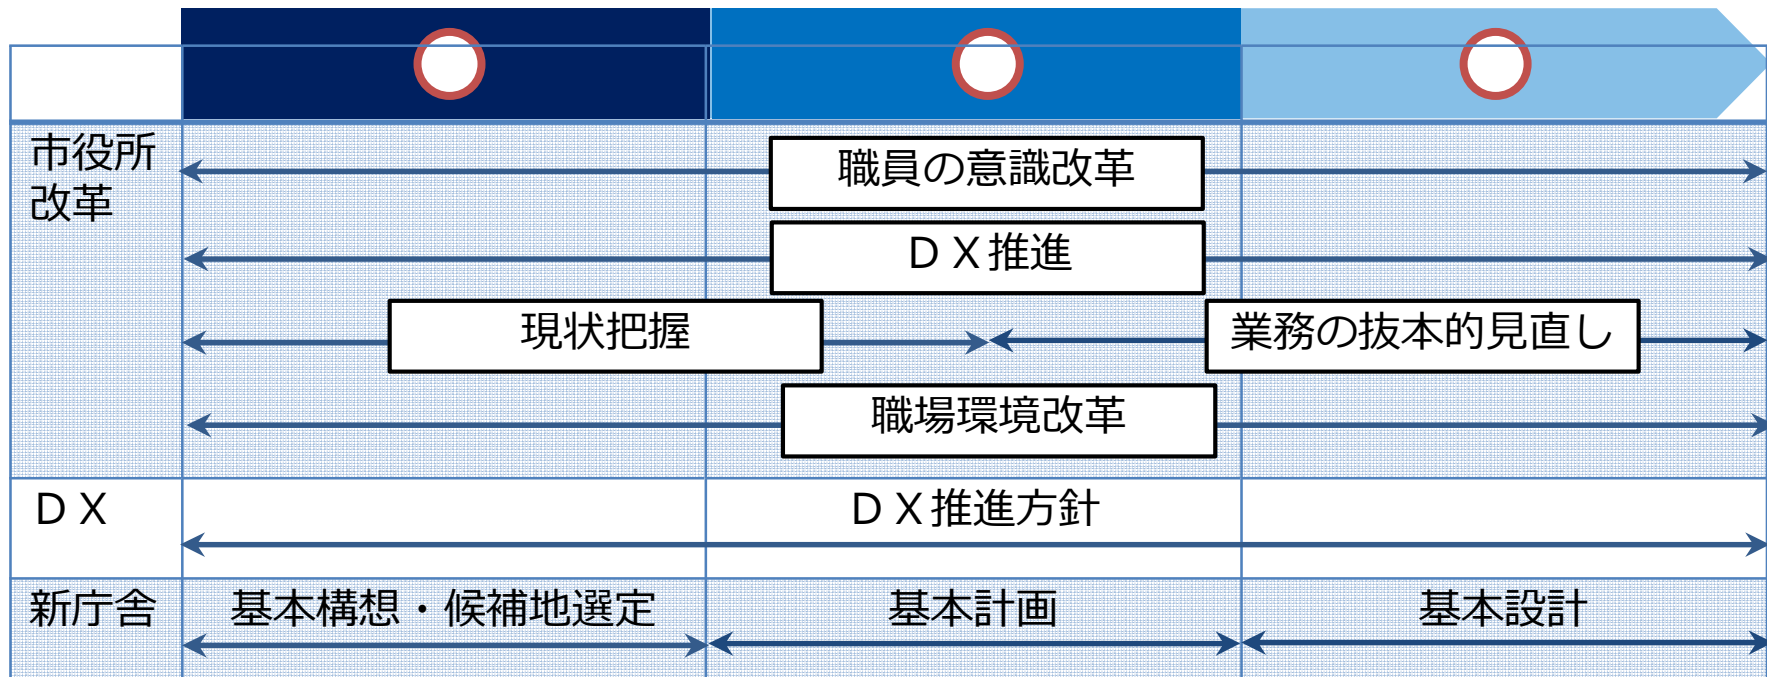 市役所
改革
職員の意識改革
ＤＸ推進
現状把握
業務の抜本的見直し
職場環境改革
ＤＸ
ＤＸ推進方針
新庁舎
基本構想・候補地選定
基本計画
基本設計